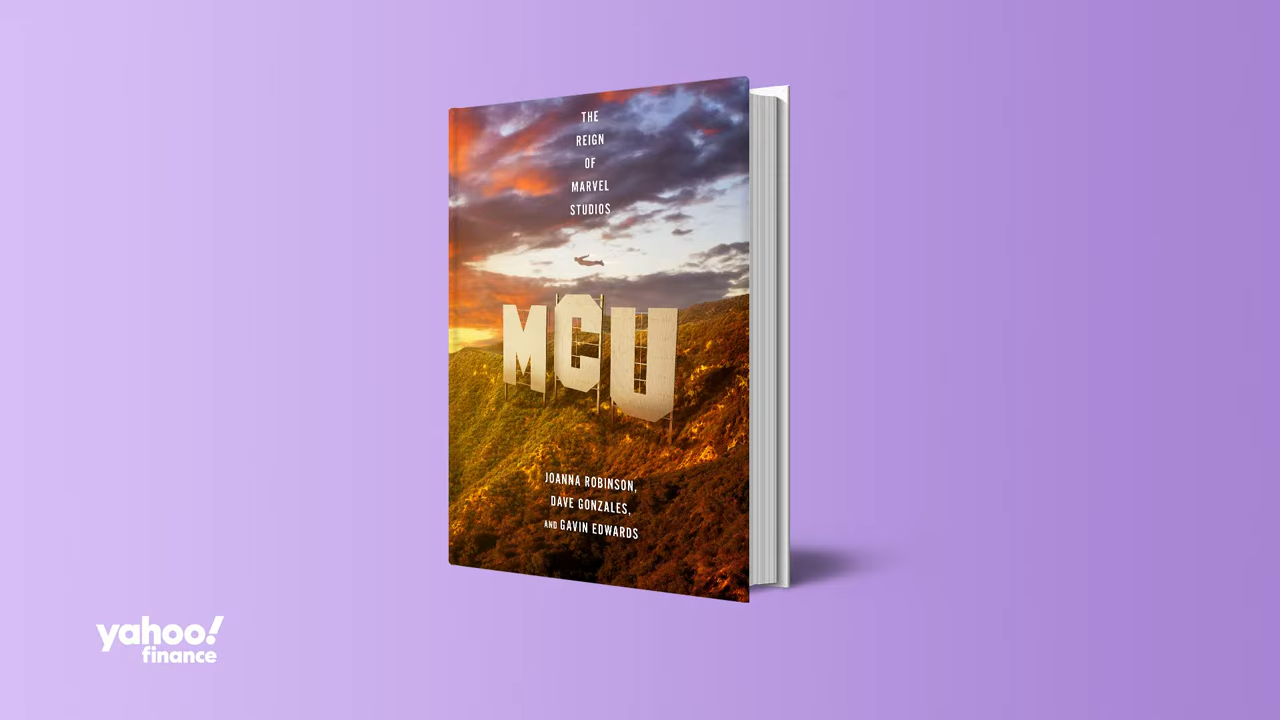 THE
REIGN
OF
MARVEL
STUDIOS
MCU
JOANNA ROBINSON,
DAVE GONZALES,
AND GAVIN EDWARDS
yahoo!
finance